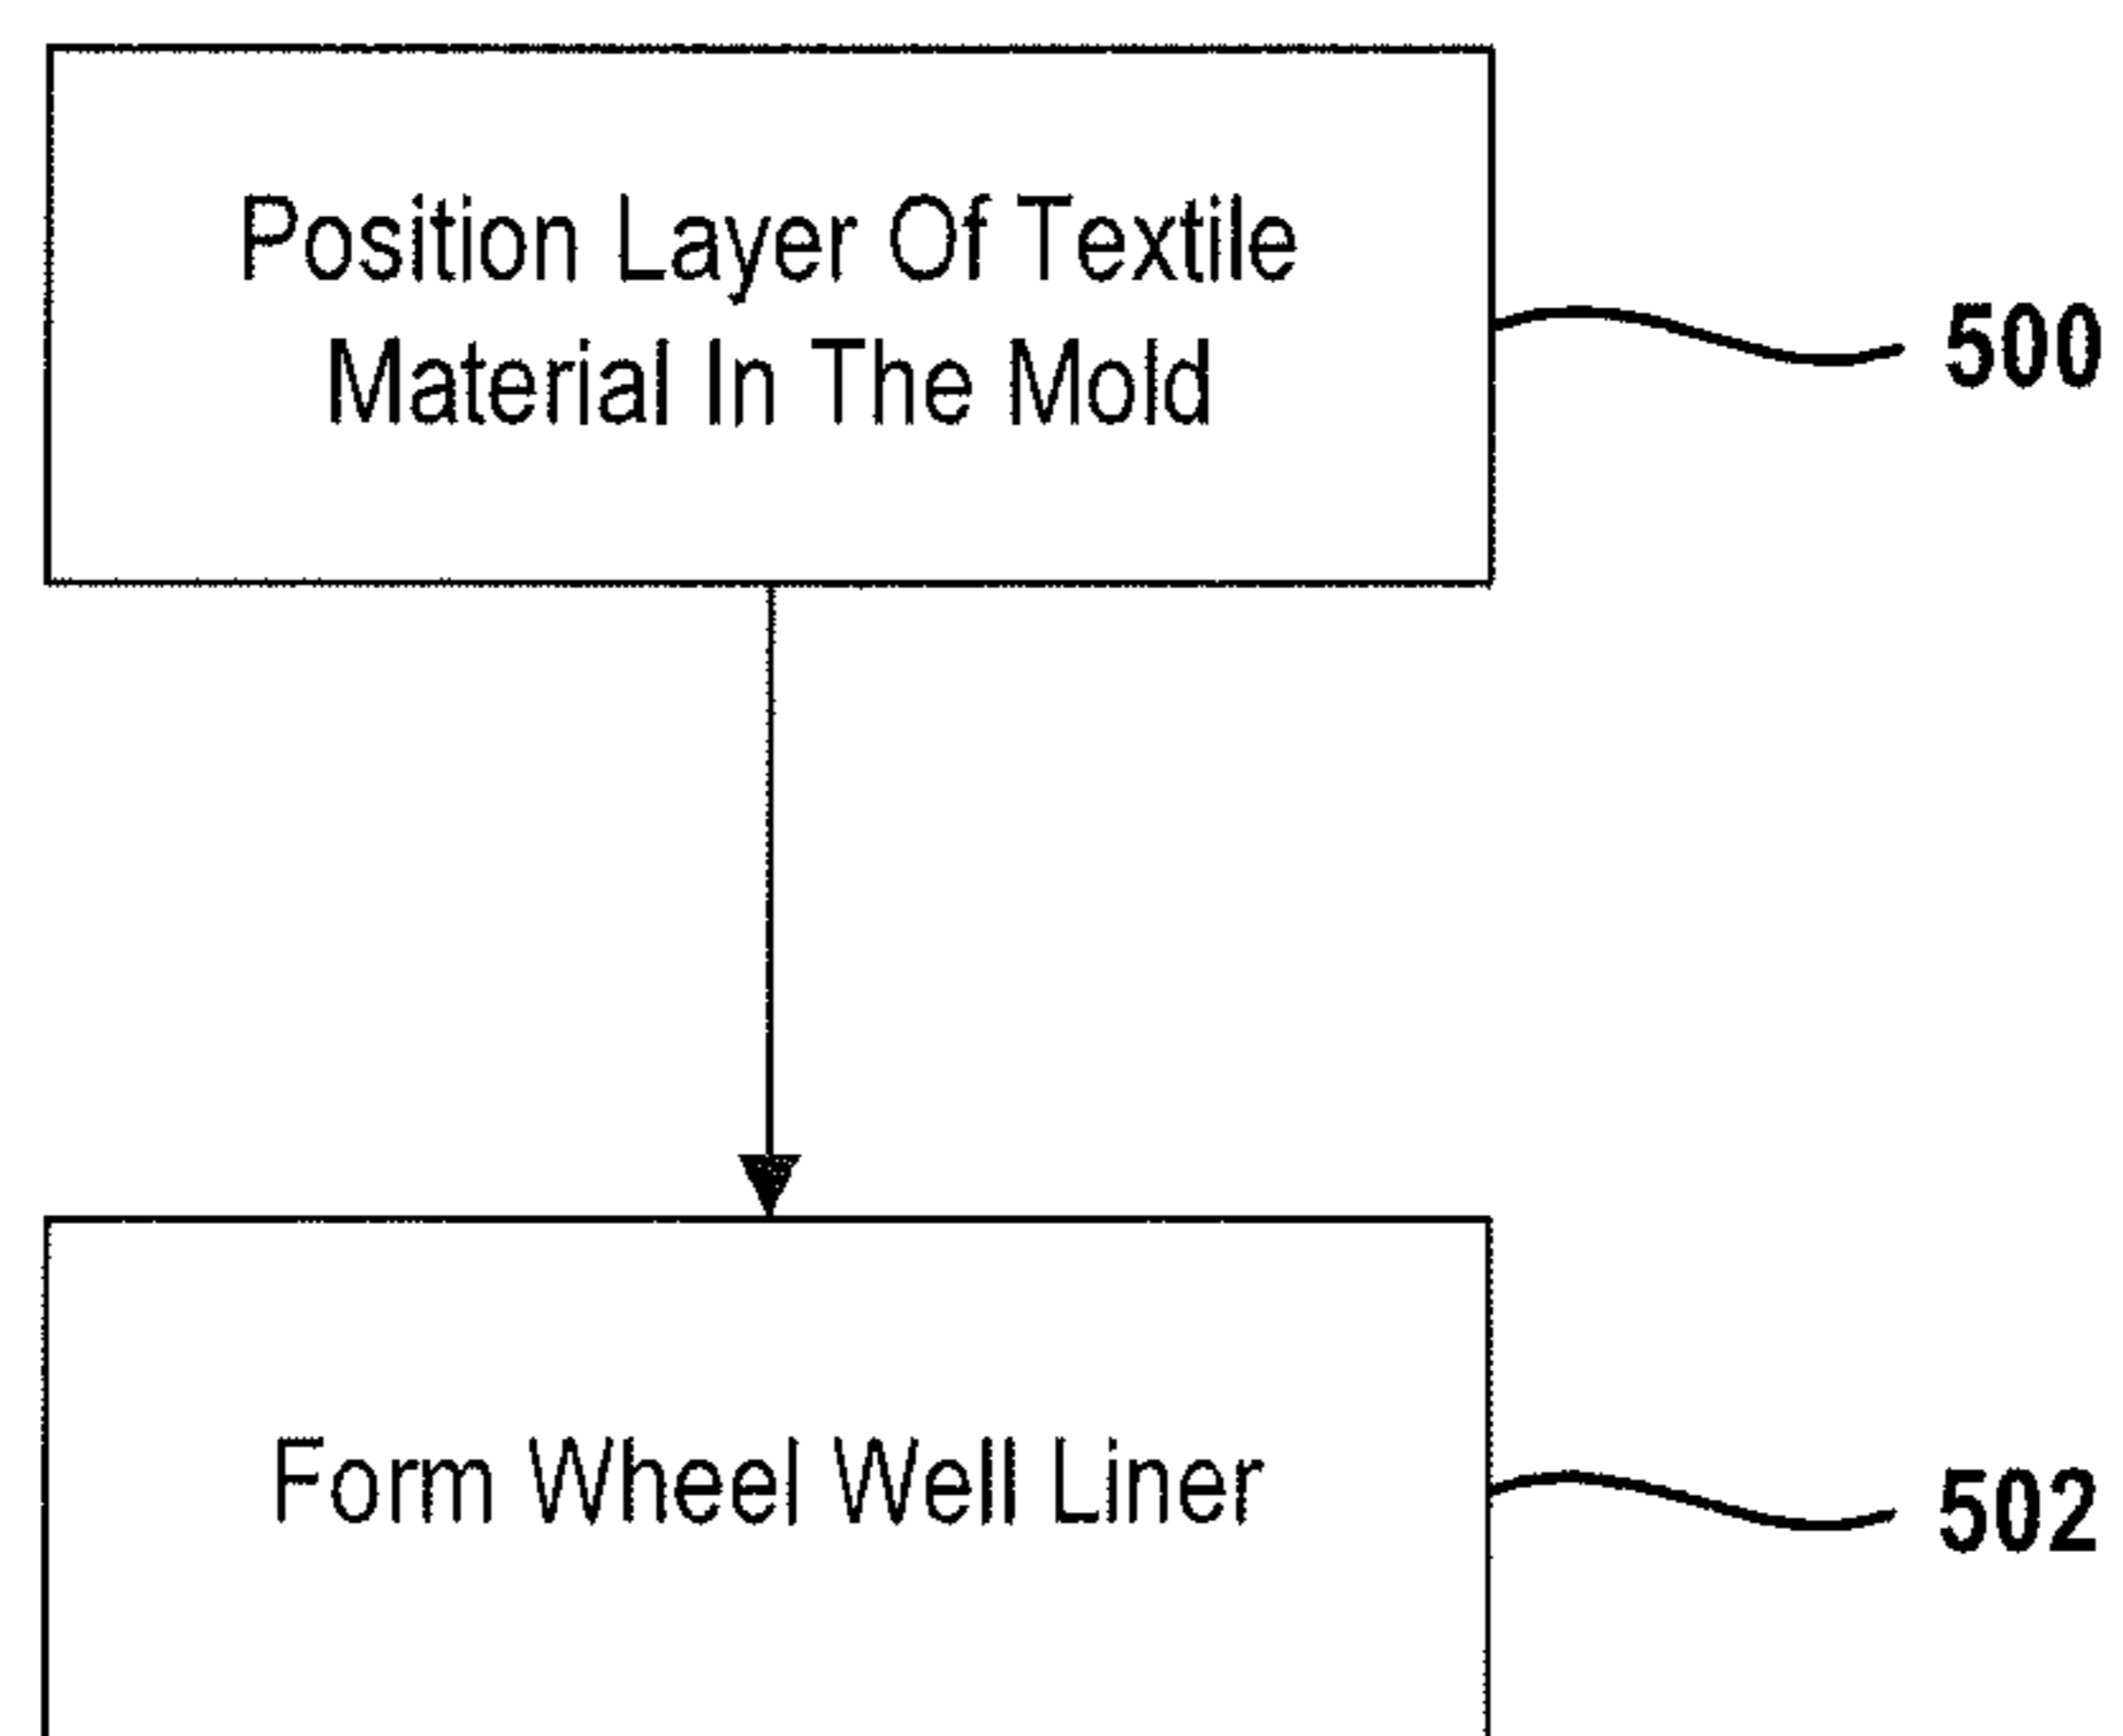 Position Layer Of Textile
Material In The Mold
500
Form Wheel Well Liner
502